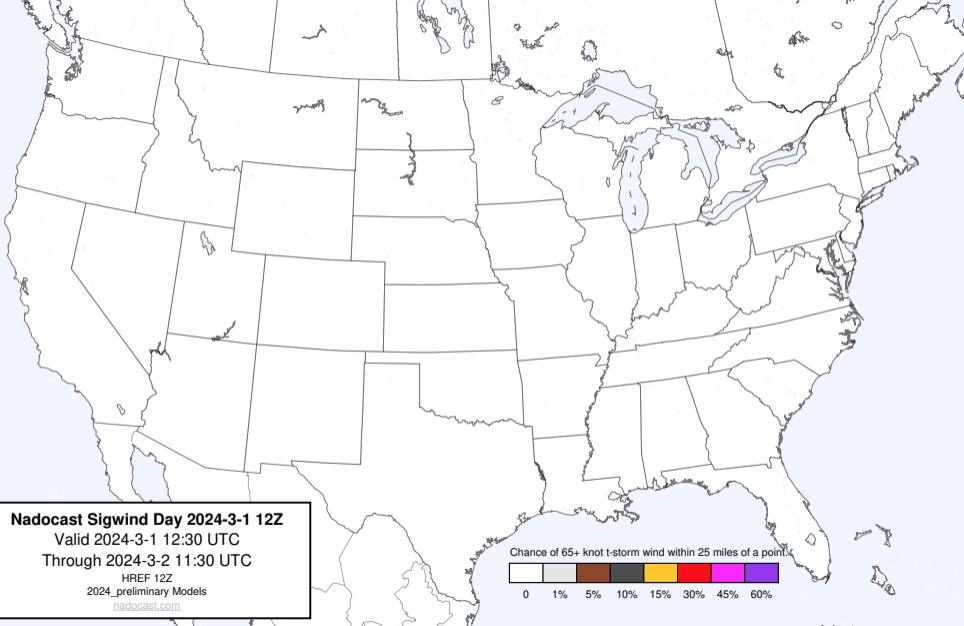 Nadocast Sigwind Day 2024-3-1 12Z
Valid 2024-3-1 12:30 UTC
Through 2024-3-2 11:30 UTC
HREF 12Z
2024_preliminary Models
nadocast.com
Chance of 65+ knot t-storm wind within 25 miles of a point.
0 1% 5% 10% 15% 30% 45% 60%